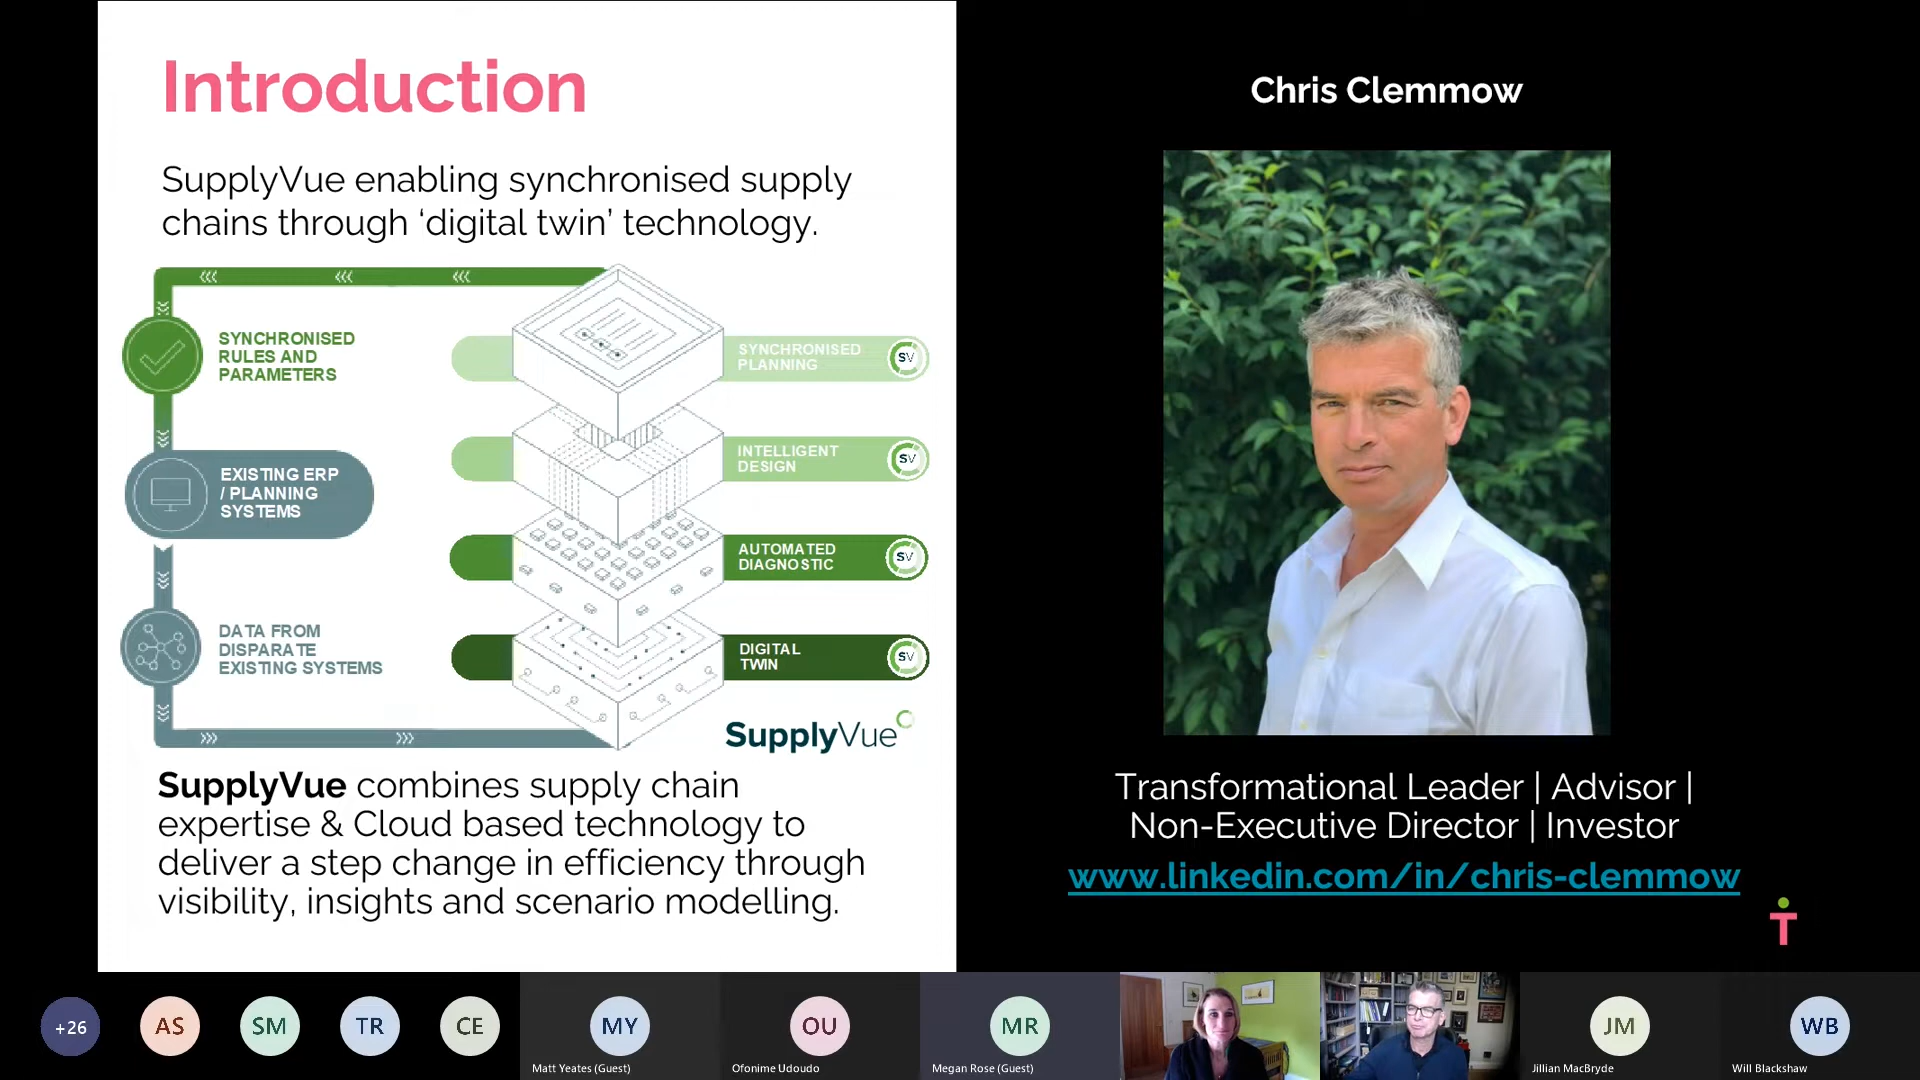 Introduction
SupplyVue enabling synchronised supply
chains through ‘digital twin’ technology.
SYNCHRONISED
RULES AND
PARAMETERS
EXISTING ERP
/ PLANNING
SYSTEMS
DATA FROM
DISPARATE
EXISTING SYSTEMS
SYNCHRONISED
PLANNING
SV
INTELLIGENT
DESIGN
SV
AUTOMATED
DIAGNOSTIC
SV
DIGITAL
TWIN
SV
SupplyVue
SupplyVue combines supply chain
expertise & Cloud based technology to
deliver a step change in efficiency through
visibility, insights and scenario modelling.
Chris Clemmow
Transformational Leader | Advisor |
Non-Executive Director | Investor
www.linkedin.com/in/chris-clemmow
T
+26
AS
SM
TR
CE
MY
Matt Yeates (Guest)
OU
Ofonime Udoudo
MR
Megan Rose (Guest)
JM
Jillian MacBryde
WB
Will Blackshaw